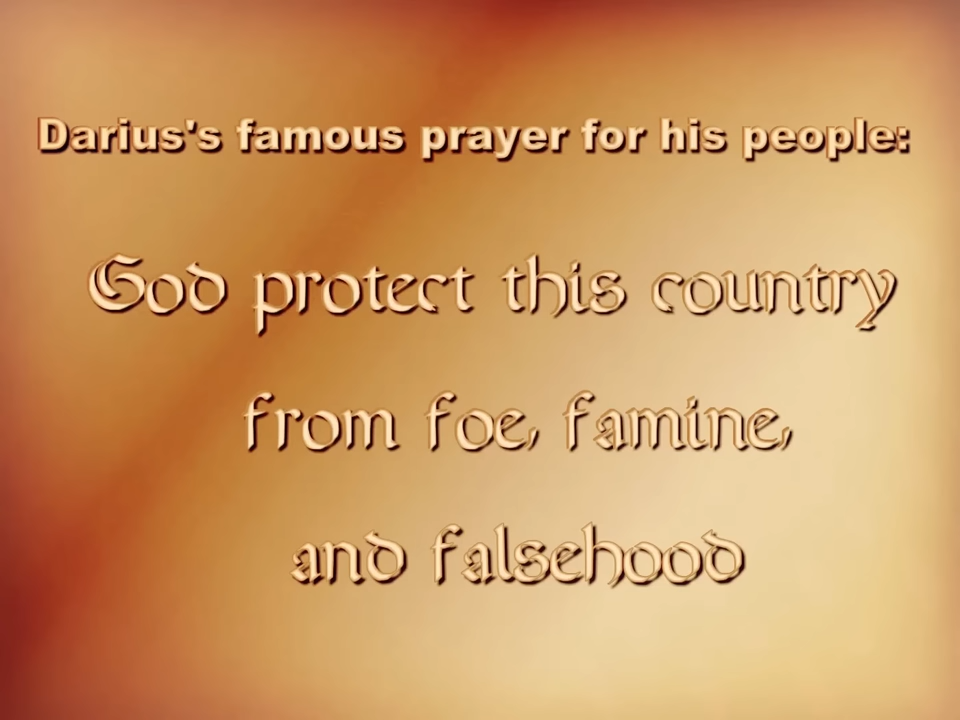 Darius's famous prayer for his people:
God protect this country
from foe, famine,
and falsehood